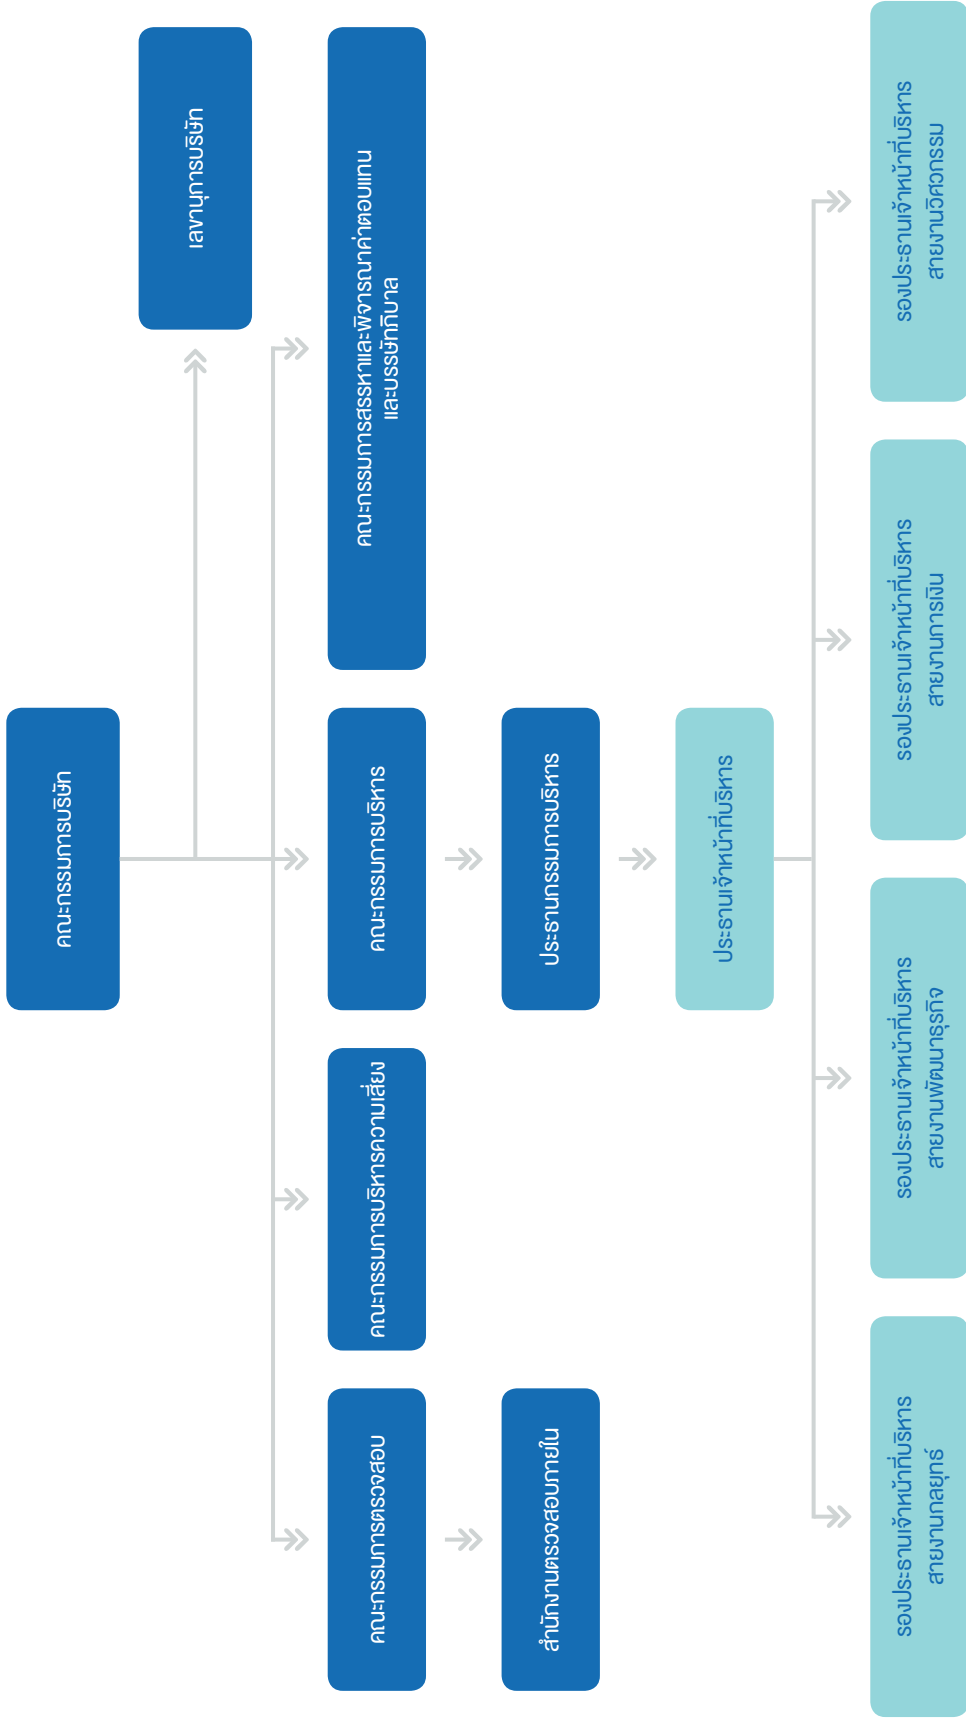 คณะกรรมการบริษัท
เลขานุการบริษัท
คณะกรรมการตรวจสอบ
คณะกรรมการบริหารความเสี่ยง
คณะกรรมการบริหาร
คณะกรรมการสรรหาและพิจารณาค่าตอบแทน
และบรรษัทภิบาล
สำนักงานตรวจสอบภายใน
ประธานกรรมการบริหาร
ประธานเจ้าหน้าที่บริหาร
รองประธานเจ้าหน้าที่บริหาร
สายงานกลยุทธ์
รองประธานเจ้าหน้าที่บริหาร
สายงานพัฒนาธุรกิจ
รองประธานเจ้าหน้าที่บริหาร
สายงานการเงิน
รองประธานเจ้าหน้าที่บริหาร
สายงานวิศวกรรม